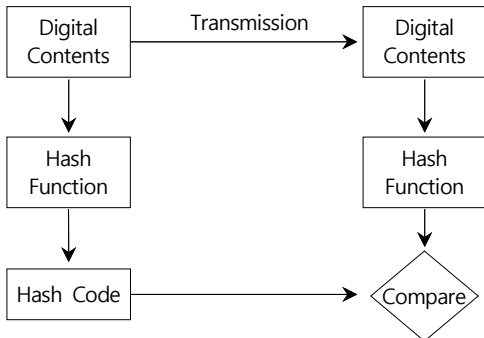 Digital
Contents
Transmission
Digital
Contents
Hash
Function
Hash
Function
Hash Code
Compare